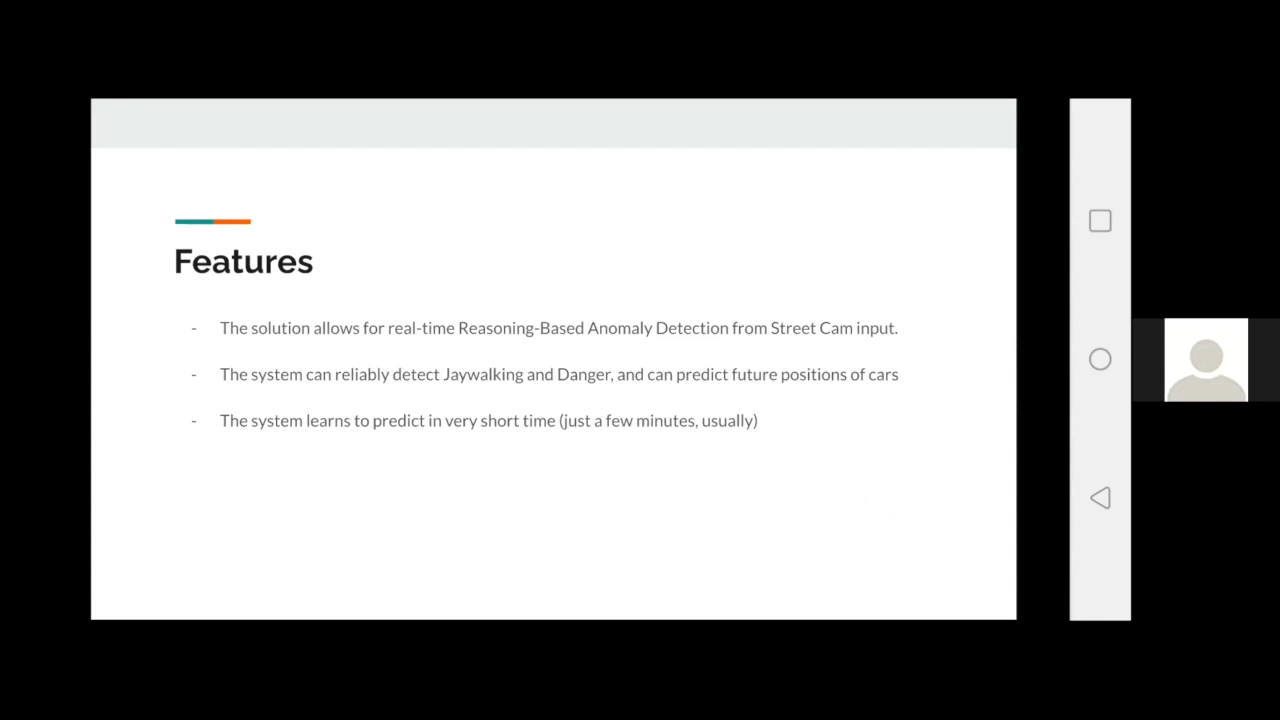 Features
- The solution allows for real-time Reasoning-Based Anomaly Detection from Street Cam input.
- The system can reliably detect Jaywalking and Danger, and can predict future positions of cars
- The system learns to predict in very short time (just a few minutes, usually)